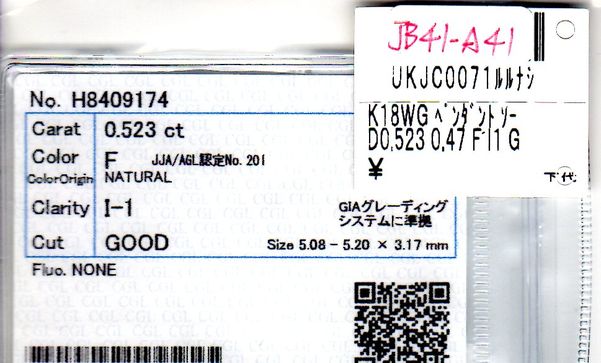 JB41-A41
UKJC0071ﾙﾙﾅｼ
K18WG ﾍﾟﾝﾀﾞﾝﾄｿｰ
D0.523 0.47 F I1 G
¥
下代
No. H8409174
Carat 0.523 ct
Color F JJA/AGL認定No. 201
ColorOrigin NATURAL
Clarity I-1 GIAグレーディング
システムに準拠
Cut GOOD Size 5.08 - 5.20 × 3.17 mm
Fluo. NONE